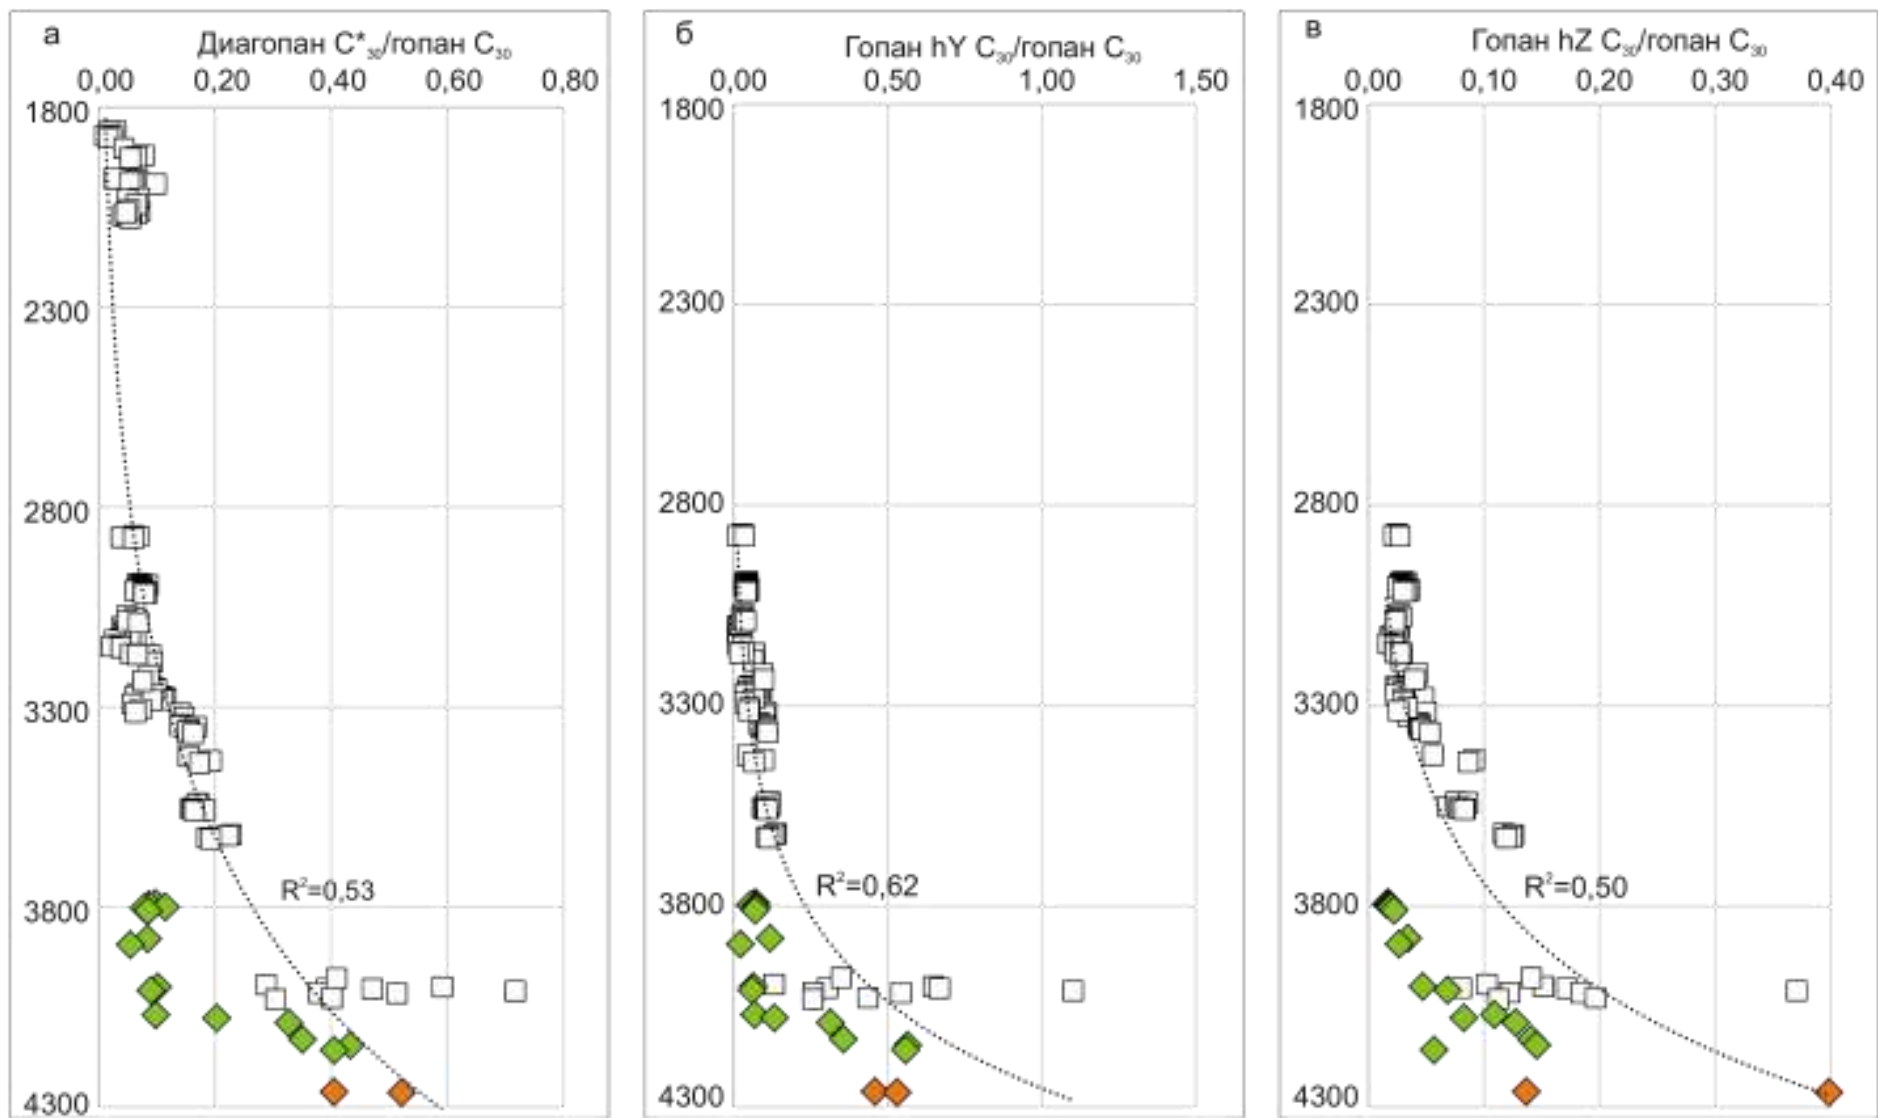 а
Диагопан C*₃₀/гопан C₃₀
0,00 0,20 0,40 0,60 0,80
1800
2300
2800
3300
3800
4300
R²=0,53
б
Гопан hY C₃₀/гопан C₃₀
0,00 0,50 1,00 1,50
1800
2300
2800
3300
3800
4300
R²=0,62
в
Гопан hZ C₃₀/гопан C₃₀
0,00 0,10 0,20 0,30 0,40
1800
2300
2800
3300
3800
4300
R²=0,50